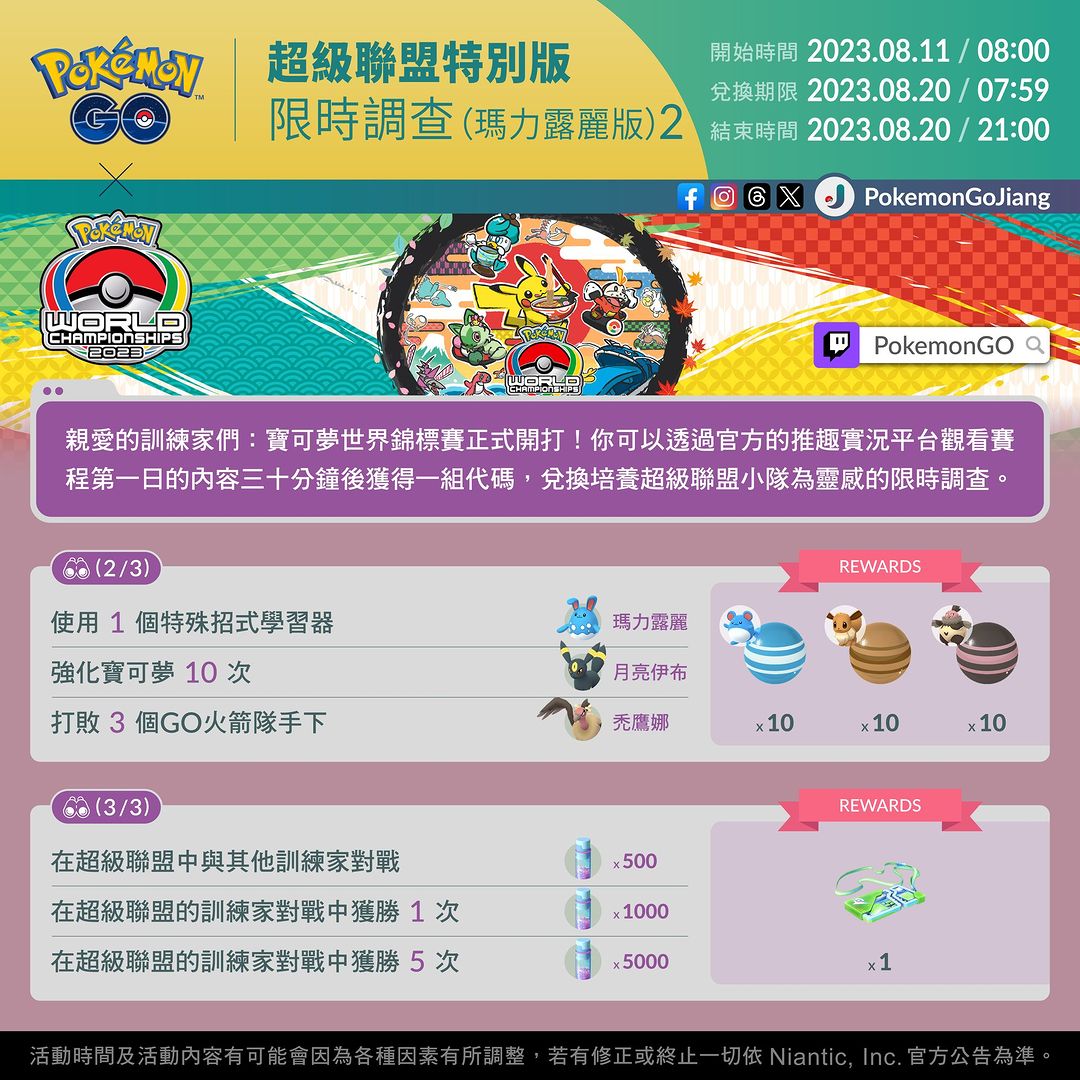 POKéMON
GO
TM
超級聯盟特別版
限時調查(瑪力露麗版)2
開始時間 2023.08.11 / 08:00
兌換期限 2023.08.20 / 07:59
結束時間 2023.08.20 / 21:00
PokemonGoJiang
POKéMON
WORLD
CHAMPIONSHIPS
2023
POKéMON
WORLD
CHAMPIONSHIPS
PokemonGO
親愛的訓練家們：寶可夢世界錦標賽正式開打！你可以透過官方的推趣實況平台觀看賽
程第一日的內容三十分鐘後獲得一組代碼，兌換培養超級聯盟小隊為靈感的限時調查。
(2/3)
REWARDS
使用 1 個特殊招式學習器
瑪力露麗
強化寶可夢 10 次
月亮伊布
打敗 3 個GO火箭隊手下
禿鷹娜
x10
x10
x10
(3/3)
REWARDS
在超級聯盟中與其他訓練家對戰
x500
在超級聯盟的訓練家對戰中獲勝 1 次
x1000
在超級聯盟的訓練家對戰中獲勝 5 次
x5000
x1
活動時間及活動內容有可能會因為各種因素有所調整，若有修正或終止一切依 Niantic, Inc. 官方公告為準。